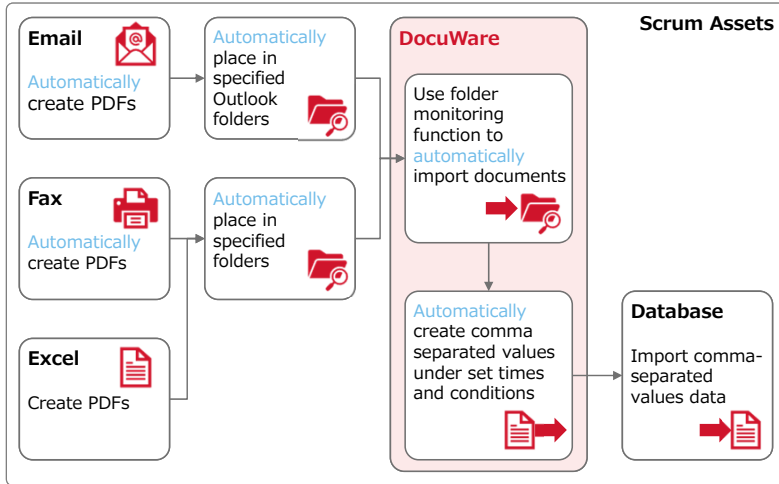 Scrum Assets
Email
Automatically
create PDFs
Automatically
place in
specified
Outlook
folders
Fax
Automatically
create PDFs
Automatically
place in
specified
folders
Excel
Create PDFs
DocuWare
Use folder
monitoring
function to
automatically
import documents
Automatically
create comma
separated values
under set times
and conditions
Database
Import comma-
separated
values data